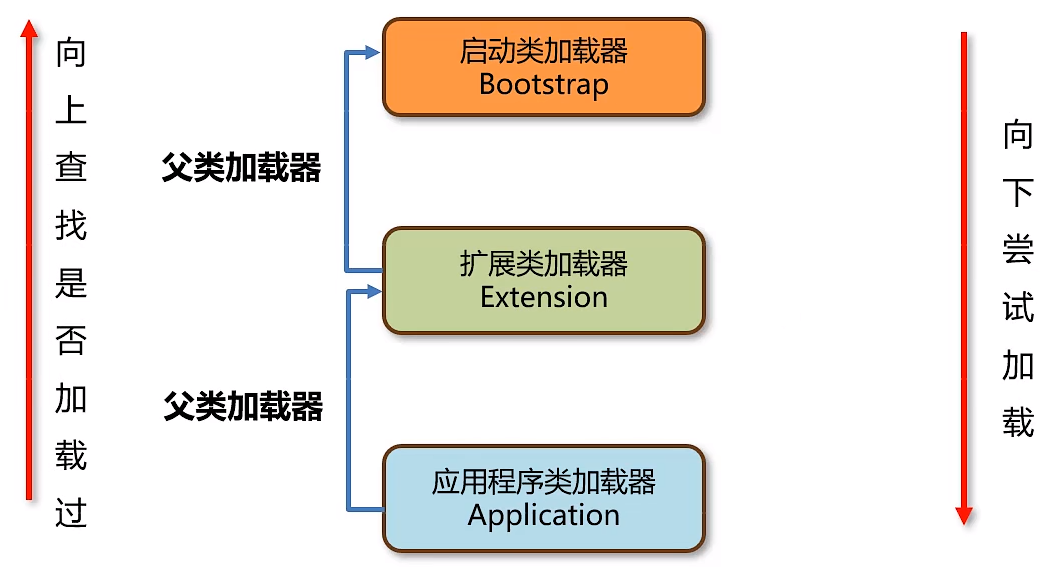 向上查找是否加载过
启动类加载器
Bootstrap
父类加载器
扩展类加载器
Extension
父类加载器
应用程序类加载器
Application
向下尝试加载